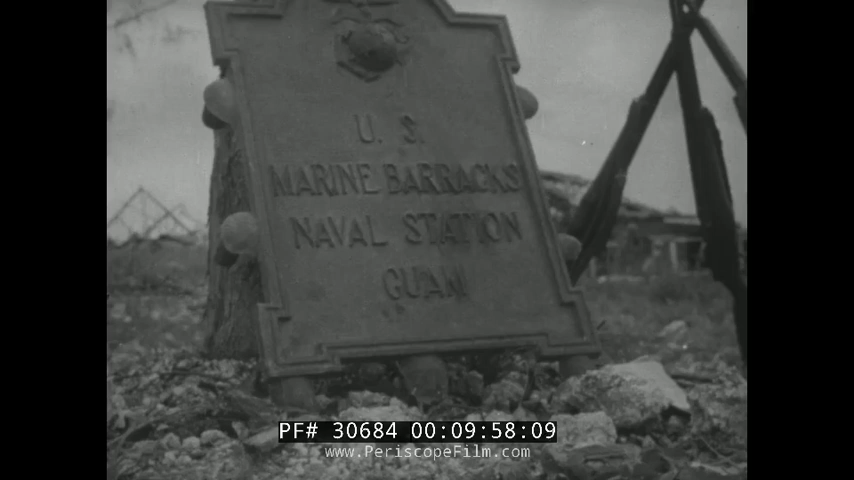 U. S.
MARINE BARRACKS
NAVAL STATION
GUAM
PF# 30684 00:09:58:09
www.PeriscopeFilm.com